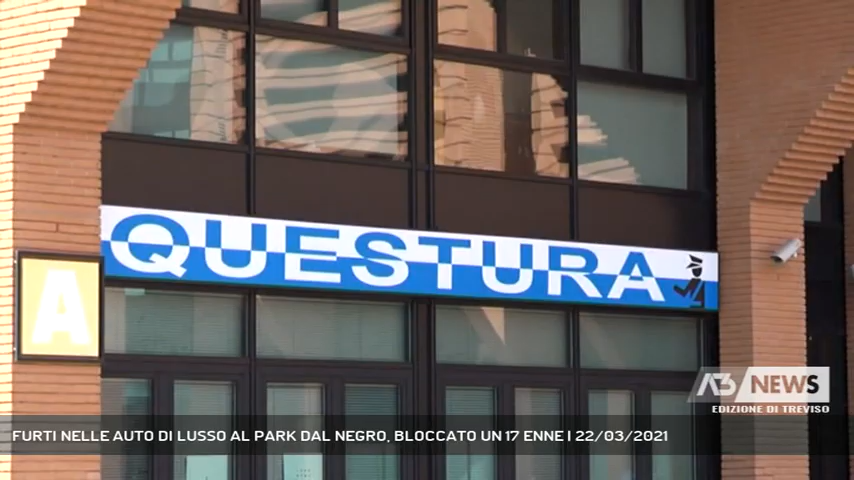 QUESTURA
A
A3 NEWS
EDIZIONE DI TREVISO
FURTI NELLE AUTO DI LUSSO AL PARK DAL NEGRO, BLOCCATO UN 17 ENNE | 22/03/2021